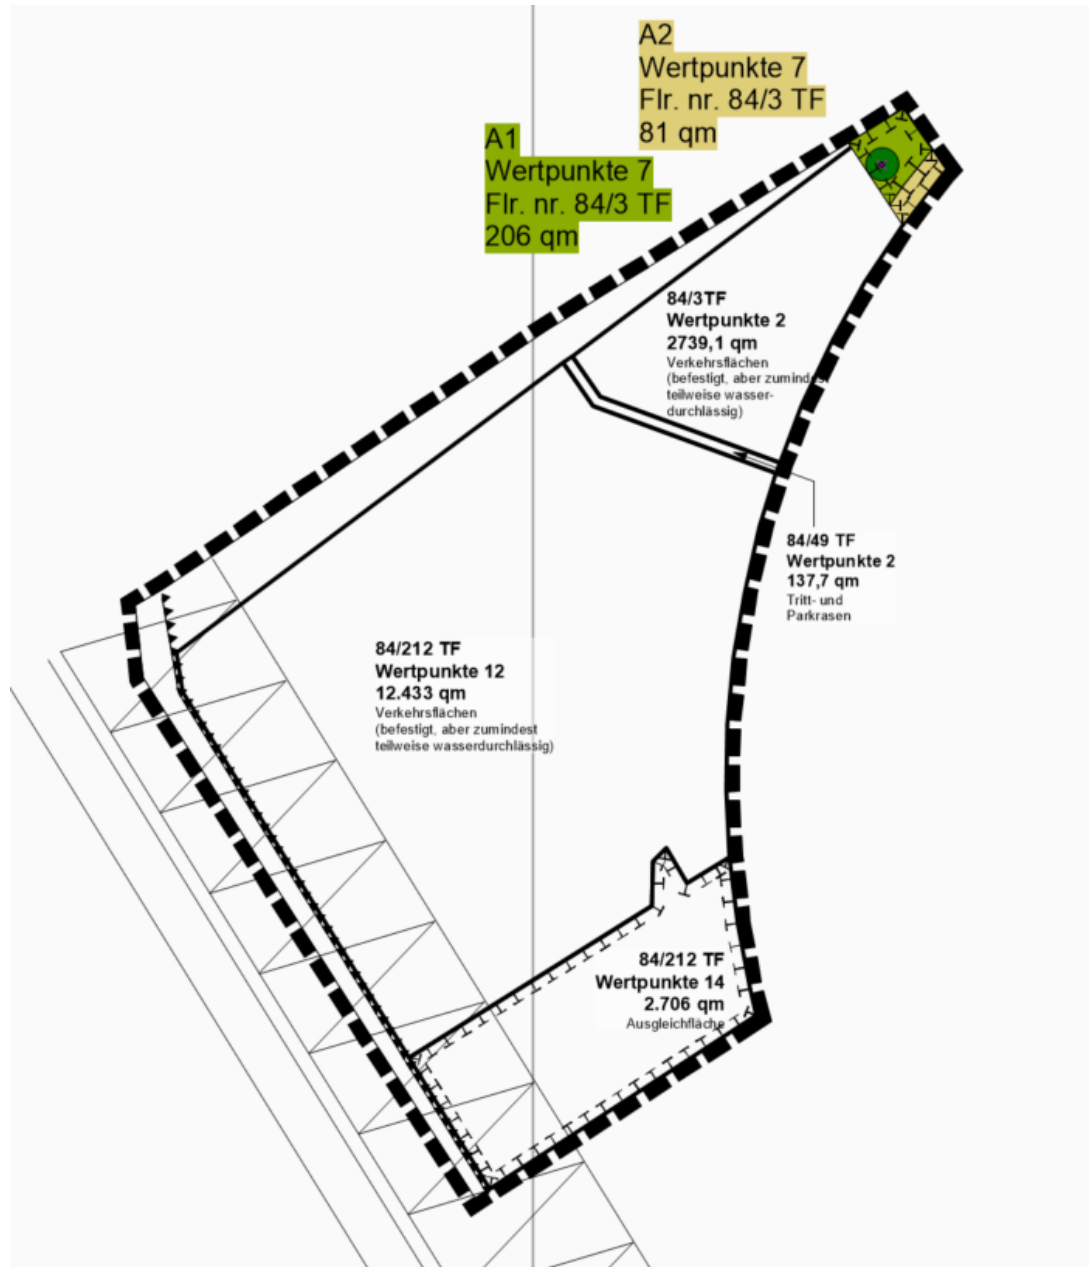 A2
Wertpunkte 7
Flr. nr. 84/3 TF
81 qm
A1
Wertpunkte 7
Flr. nr. 84/3 TF
206 qm
84/3TF
Wertpunkte 2
2739,1 qm
Verkehrsflächen
(befestigt, aber zumindest
teilweise wasser-
durchlässig)
84/49 TF
Wertpunkte 2
137,7 qm
Tritt- und
Parkrasen
84/212 TF
Wertpunkte 12
12.433 qm
Verkehrsflächen
(befestigt, aber zumindest
teilweise wasserdurchlässig)
84/212 TF
Wertpunkte 14
2.706 qm
Ausgleichfläche